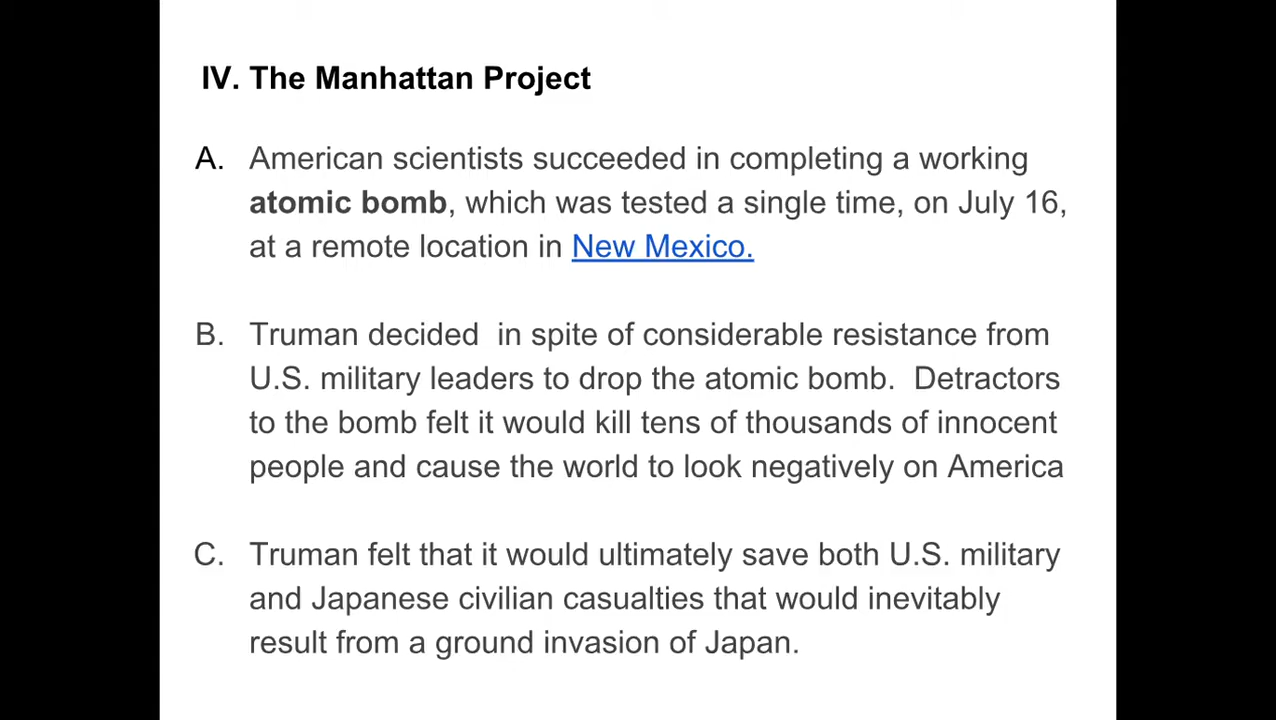 IV. The Manhattan Project
A. American scientists succeeded in completing a working
atomic bomb, which was tested a single time, on July 16,
at a remote location in New Mexico.
B. Truman decided  in spite of considerable resistance from
U.S. military leaders to drop the atomic bomb.  Detractors
to the bomb felt it would kill tens of thousands of innocent
people and cause the world to look negatively on America
C. Truman felt that it would ultimately save both U.S. military
and Japanese civilian casualties that would inevitably
result from a ground invasion of Japan.